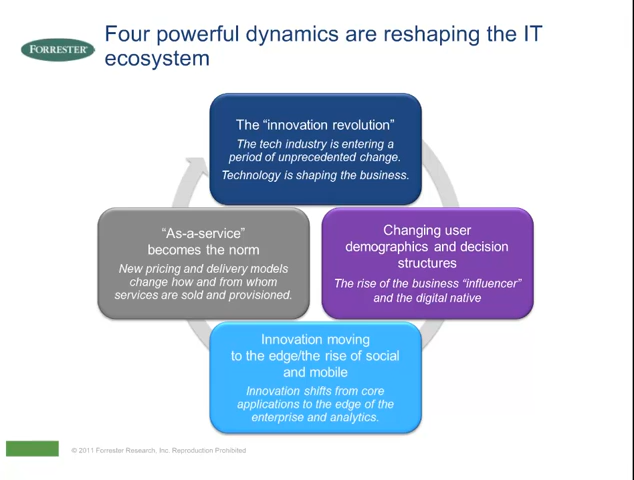 Four powerful dynamics are reshaping the IT
ecosystem
FORRESTER®
The “innovation revolution”
The tech industry is entering a
period of unprecedented change.
Technology is shaping the business.
“As-a-service”
becomes the norm
New pricing and delivery models
change how and from whom
services are sold and provisioned.
Changing user
demographics and decision
structures
The rise of the business “influencer”
and the digital native
Innovation moving
to the edge/the rise of social
and mobile
Innovation shifts from core
applications to the edge of the
enterprise and analytics.
© 2011 Forrester Research, Inc. Reproduction Prohibited